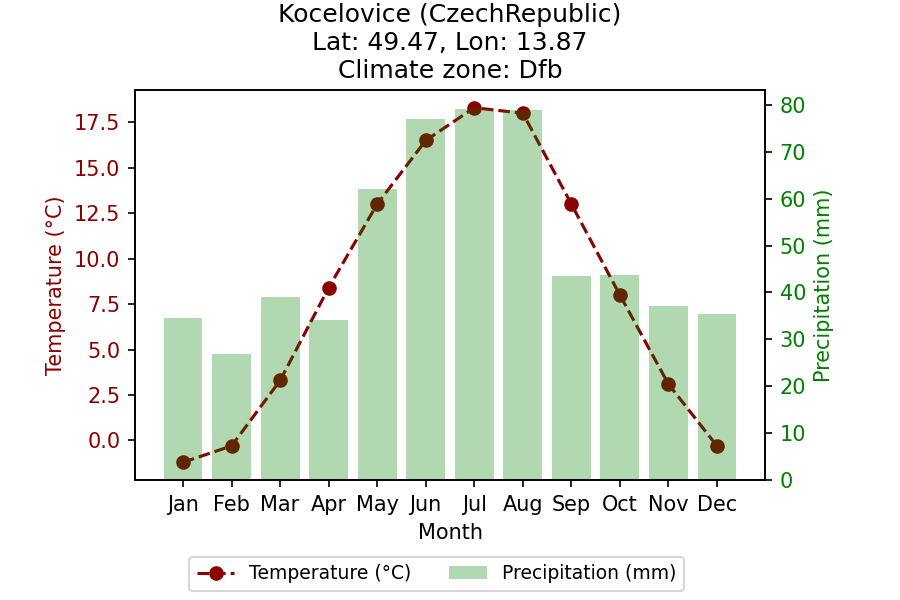 Kocelovice (CzechRepublic)
Lat: 49.47, Lon: 13.87
Climate zone: Dfb
Temperature (°C)
17.5
15.0
12.5
10.0
7.5
5.0
2.5
0.0
80
70
60
50
40
30
20
10
0
Precipitation (mm)
Jan Feb Mar Apr May Jun Jul Aug Sep Oct Nov Dec
Month
Temperature (°C) Precipitation (mm)